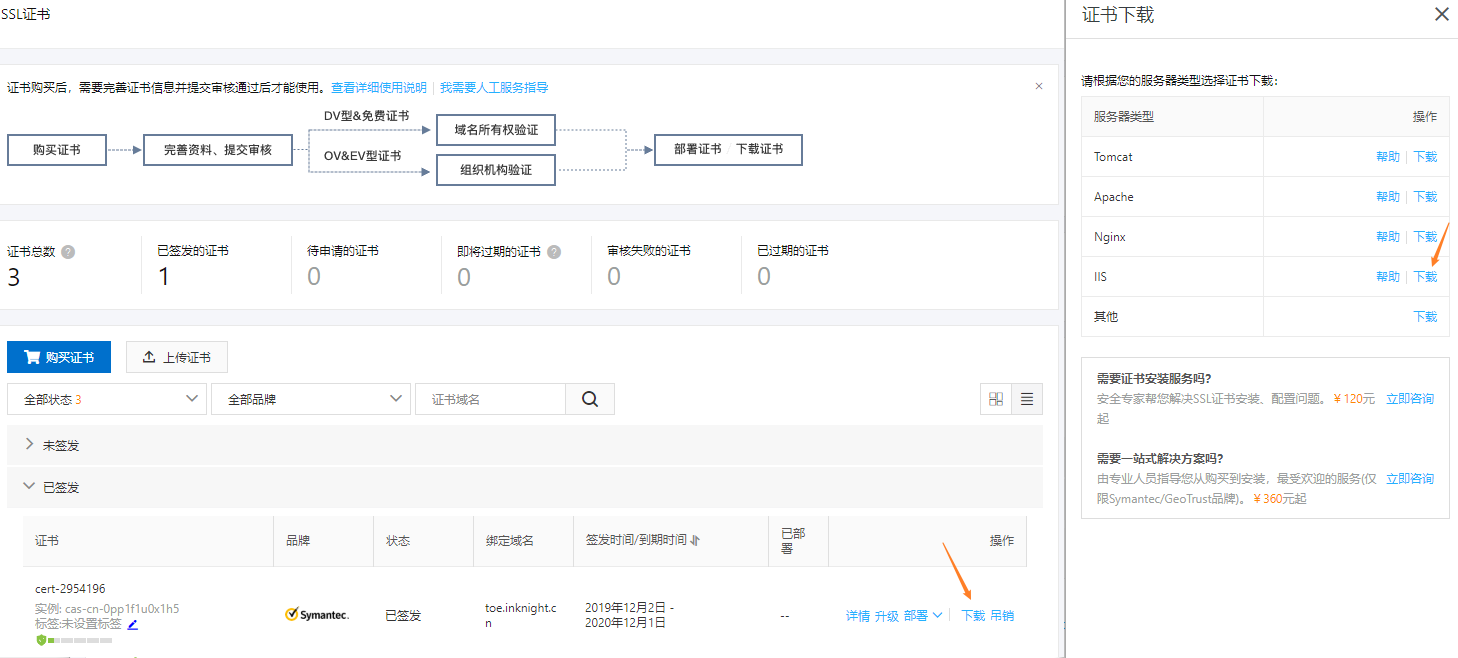 SSL证书
证书购买后，需要完善证书信息并提交审核通过后才能使用。 查看详细使用说明 | 我需要人工服务指导
购买证书
完善资料、提交审核
DV型&免费证书
OV&EV型证书
域名所有权验证
组织机构验证
部署证书 / 下载证书
证书总数 ?
3
已签发的证书
1
待申请的证书
0
即将过期的证书 ?
0
审核失败的证书
0
已过期的证书
0
购买证书
上传证书
全部状态 3
全部品牌
证书域名
未签发
已签发
证书 品牌 状态 绑定域名 签发时间/到期时间 已部署 操作
cert-2954196
实例: cas-cn-0pp1f1u0x1h5
标签:未设置标签
Symantec.
已签发
toe.inknight.c
n
2019年12月2日 -
2020年12月1日
--
详情 升级 部署 | 下载 吊销
证书下载
请根据您的服务器类型选择证书下载：
服务器类型 操作
Tomcat 帮助 | 下载
Apache 帮助 | 下载
Nginx 帮助 | 下载
IIS 帮助 | 下载
其他 下载
需要证书安装服务吗?
安全专家帮您解决SSL证书安装、配置问题。 ¥ 120元 立即咨询
起
需要一站式解决方案吗?
由专业人员指导您从购买到安装，最受欢迎的服务(仅 立即咨询
限Symantec/GeoTrust品牌)。 ¥ 360元起